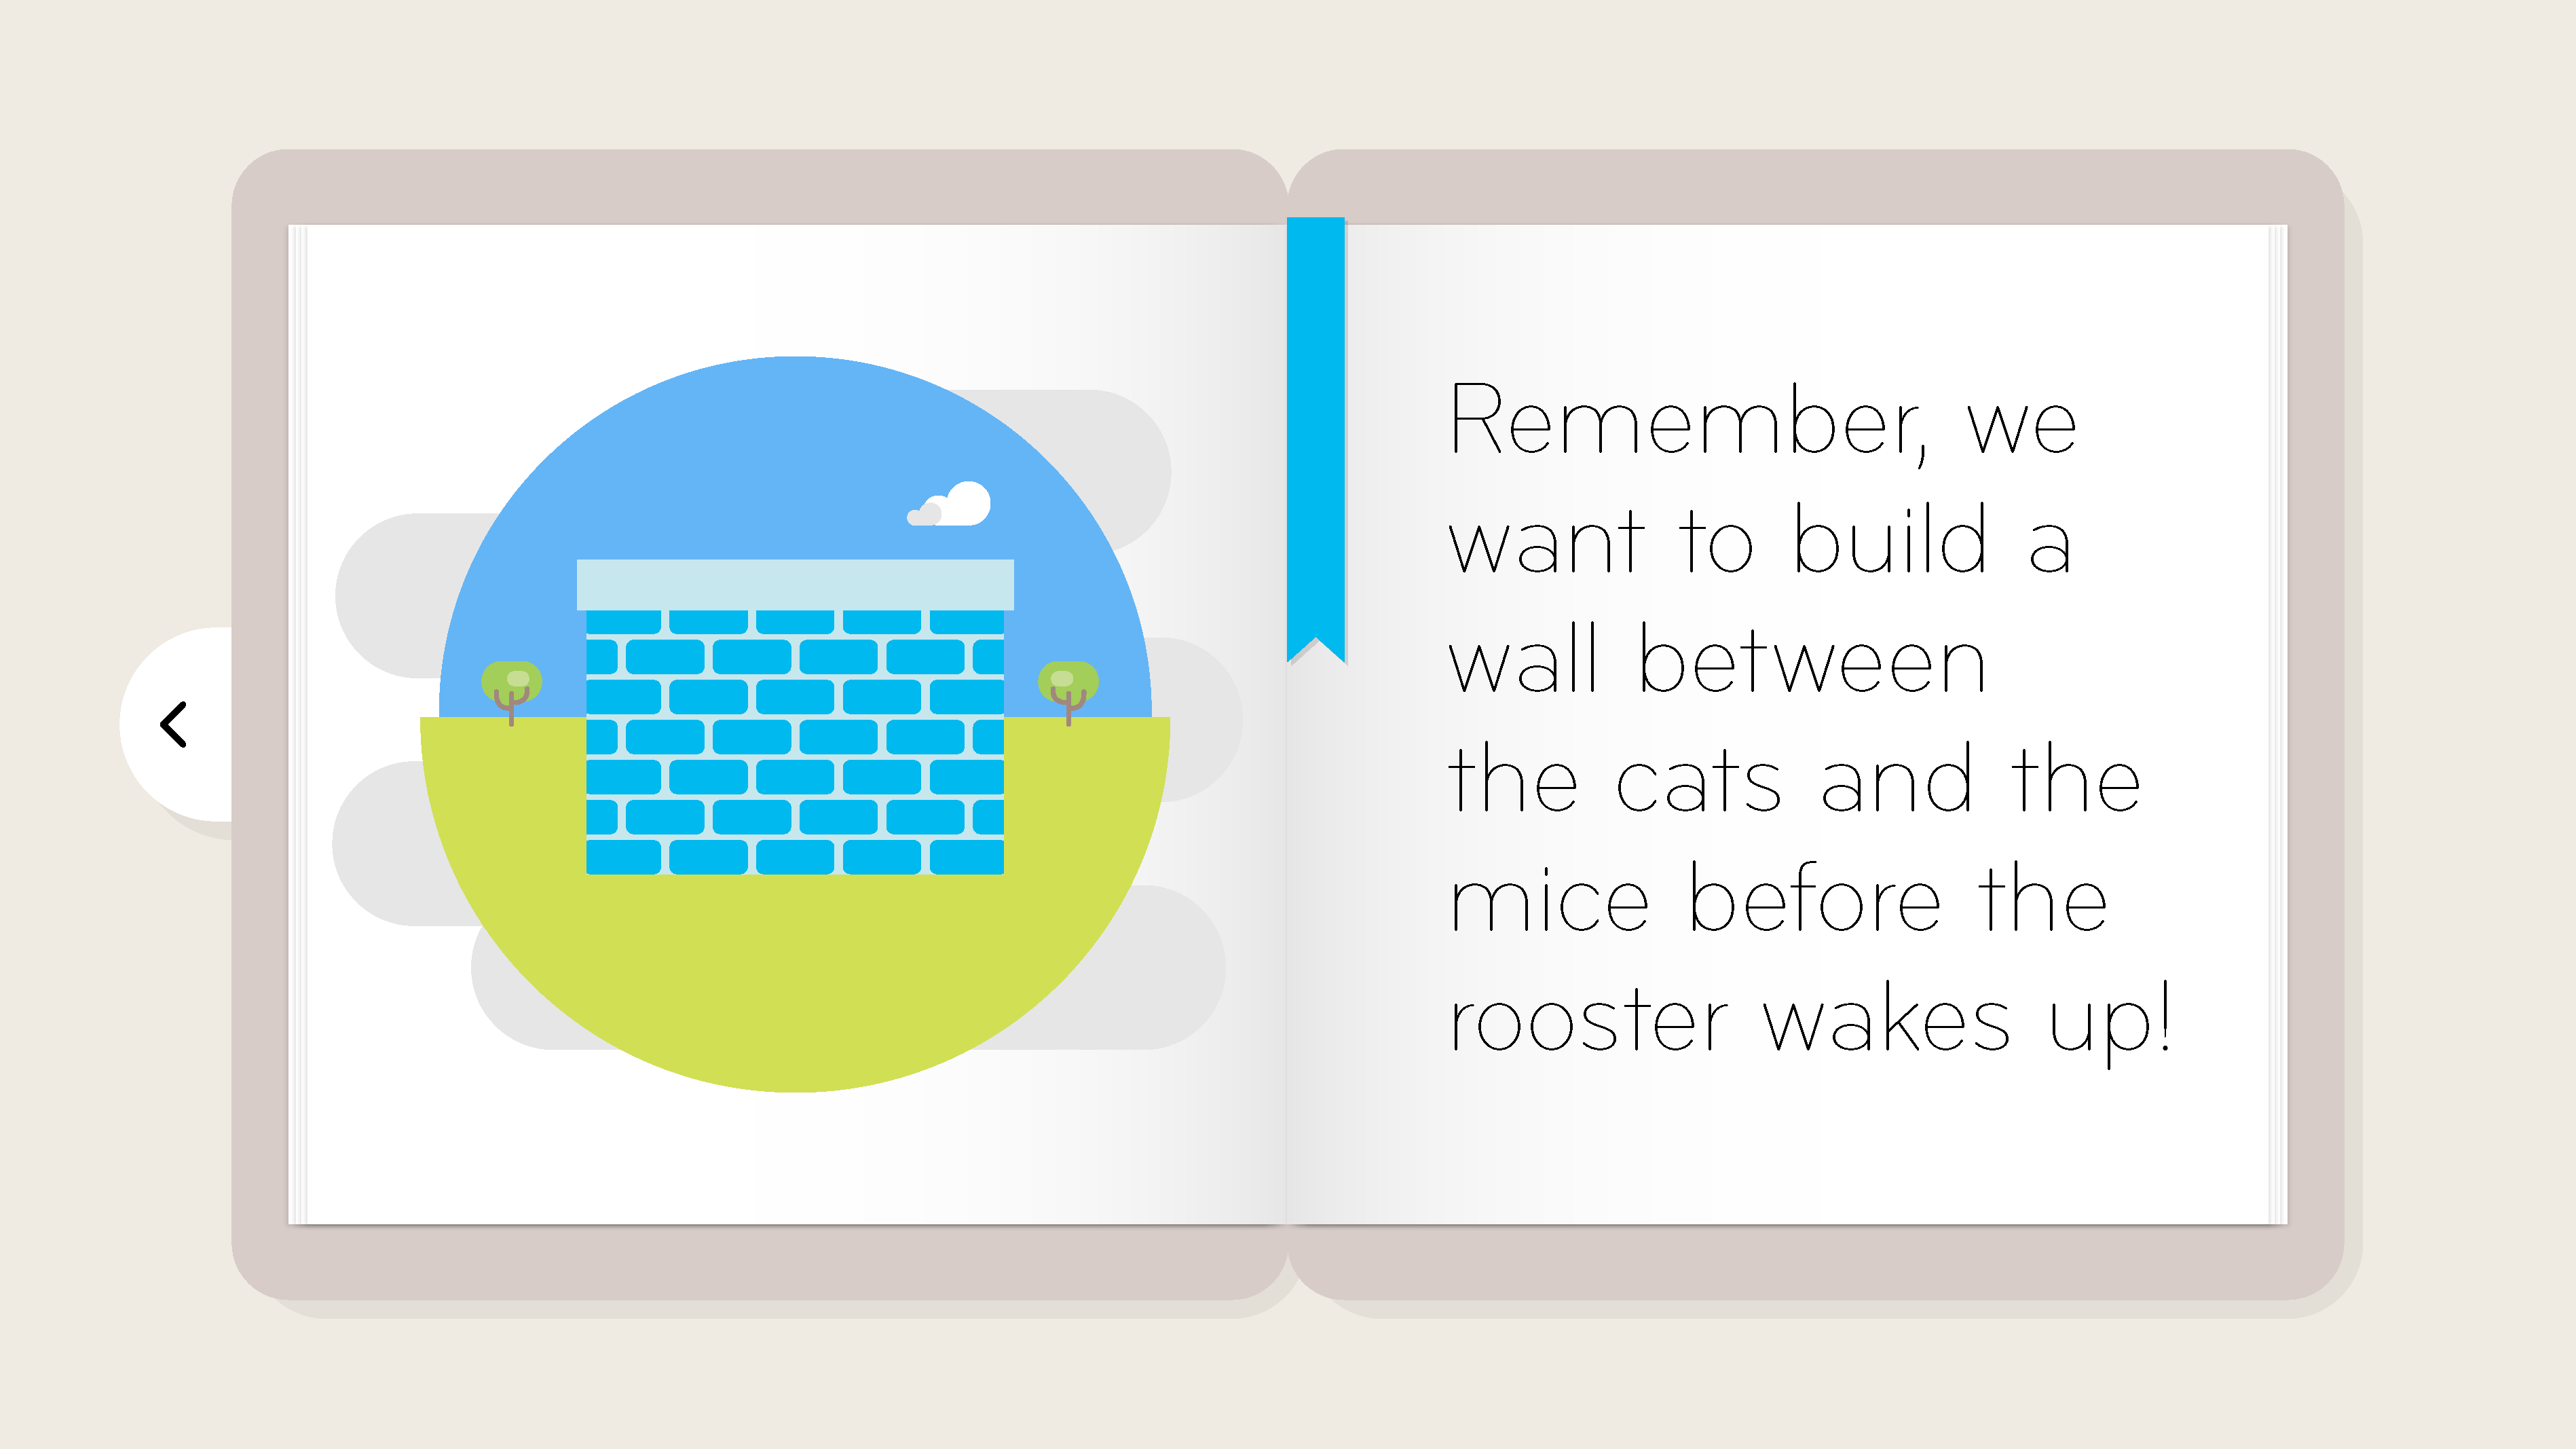 Remember, we
want to build a
wall between
the cats and the
mice before the
rooster wakes up!